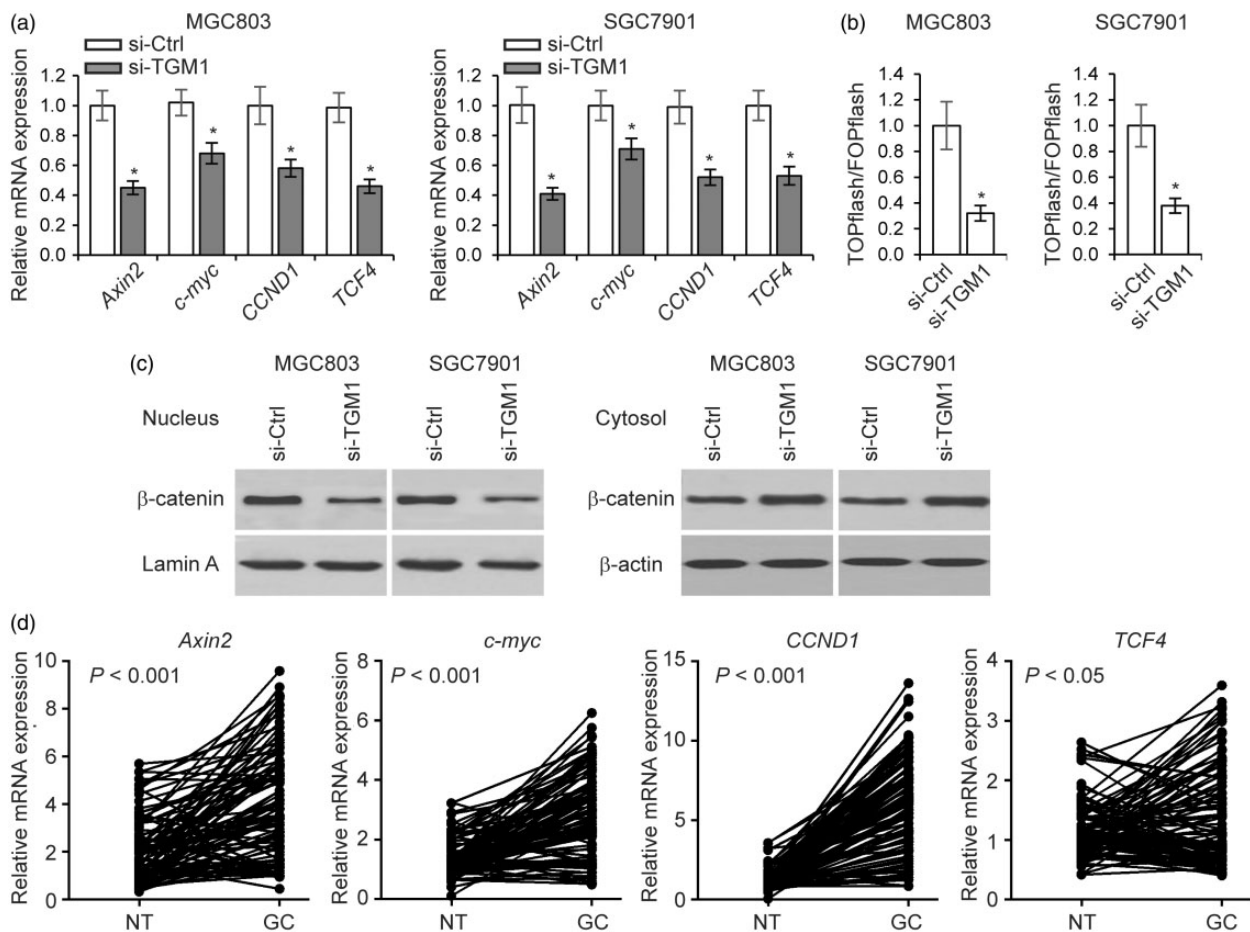 (a)
MGC803
si-Ctrl
si-TGM1
Relative mRNA expression
1.2
1.0
0.8
0.6
0.4
0.2
0.0
*
*
*
*
Axin2
c-myc
CCND1
TCF4
SGC7901
si-Ctrl
si-TGM1
Relative mRNA expression
1.2
1.0
0.8
0.6
0.4
0.2
0.0
*
*
*
*
Axin2
c-myc
CCND1
TCF4
(b)
MGC803
TOPflash/FOPflash
1.4
1.2
1.0
0.8
0.6
0.4
0.2
0.0
*
si-Ctrl
si-TGM1
SGC7901
TOPflash/FOPflash
1.4
1.2
1.0
0.8
0.6
0.4
0.2
0.0
*
si-Ctrl
si-TGM1
(c)
MGC803 SGC7901
Nucleus si-Ctrl si-TGM1 si-Ctrl si-TGM1
β-catenin
Lamin A
MGC803 SGC7901
Cytosol si-Ctrl si-TGM1 si-Ctrl si-TGM1
β-catenin
β-actin
(d)
Axin2
P < 0.001
Relative mRNA expression
10
8
6
4
2
0
NT GC
c-myc
P < 0.001
Relative mRNA expression
8
6
4
2
0
NT GC
CCND1
P < 0.001
Relative mRNA expression
15
10
5
0
NT GC
TCF4
P < 0.05
Relative mRNA expression
4
3
2
1
0
NT GC